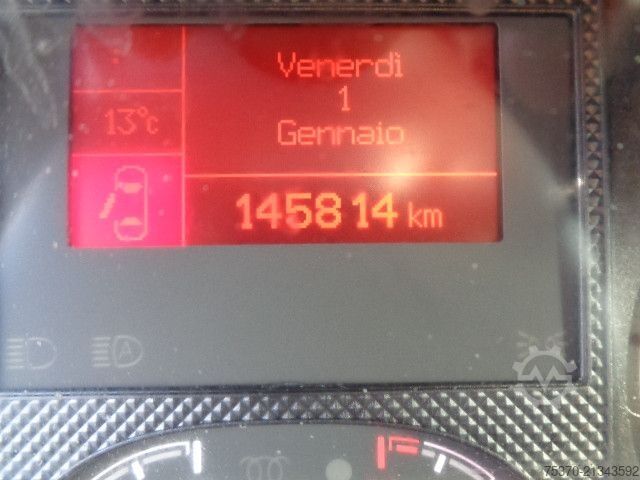 Venerdì
1
13°c
Gennaio
145814 km
A
75370-21343592